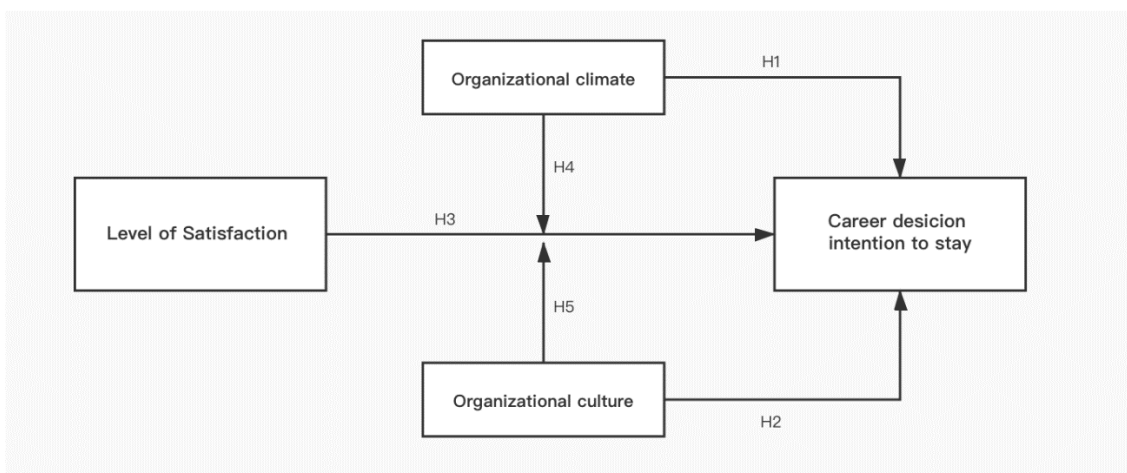 Organizational climate
H1
H4
Level of Satisfaction
H3
Career desicion
intention to stay
H5
Organizational culture
H2